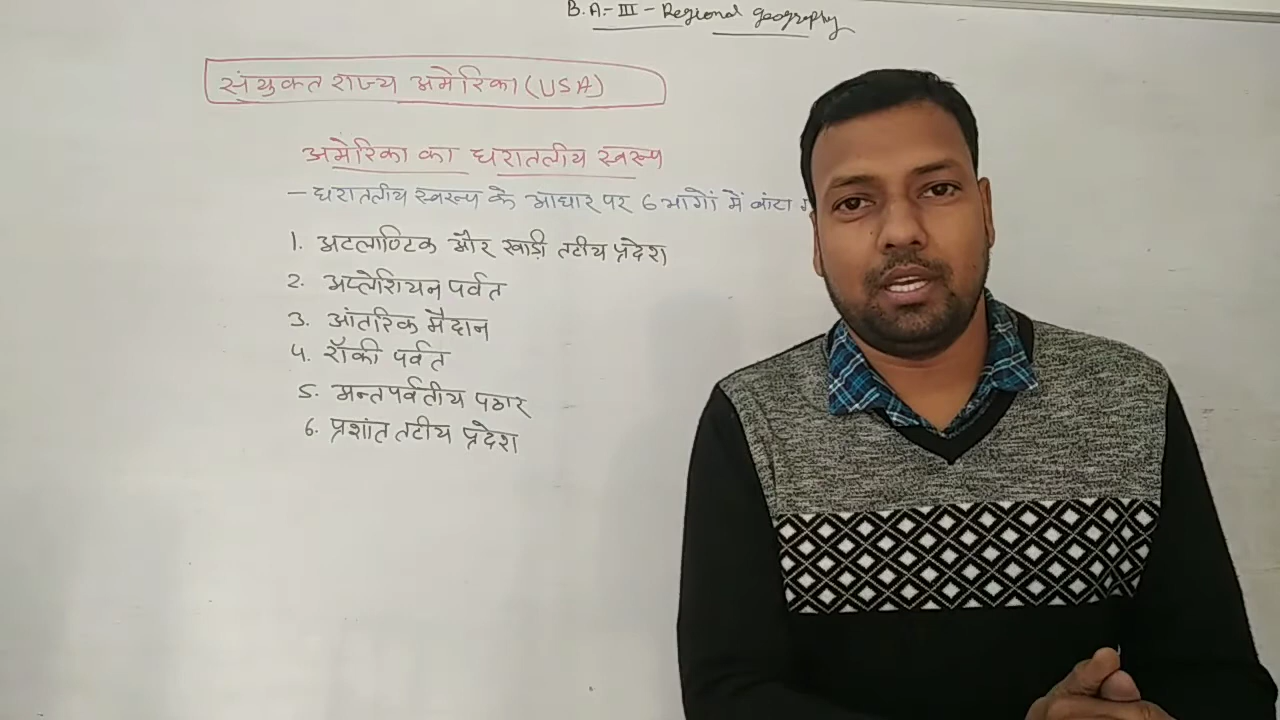 B.A.-III - Regional geography
संयुक्त राज्य अमेरिका (USA)
अमेरिका का धरातलीय स्वरूप
- धरातलीय स्वरूप के आधार पर 6 भागों में बांटा
1. अटलाण्टिक और खाड़ी तटीय प्रदेश
2. अप्लेशियन पर्वत
3. आंतरिक मैदान
4. रॉकी पर्वत
5. अन्तपर्वतीय पठार
6. प्रशांत तटीय प्रदेश